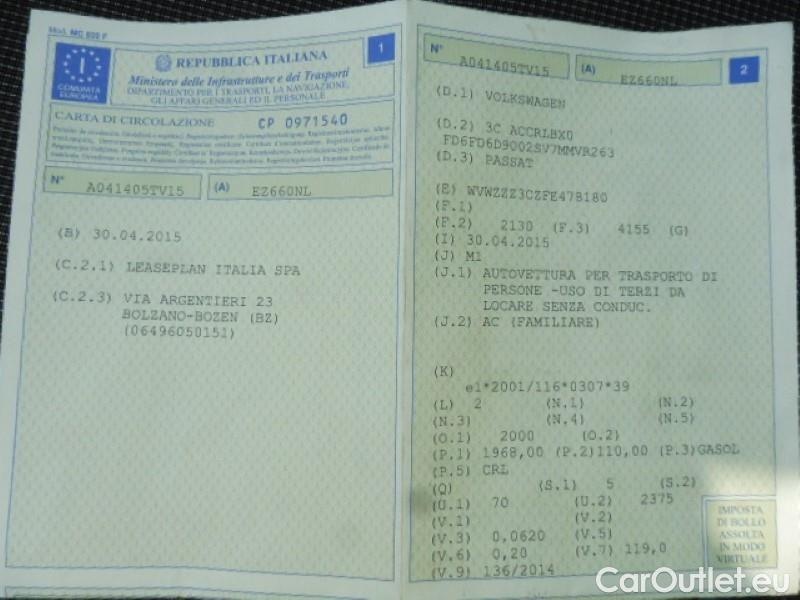 Mod. MC 820 F
1
I
COMUNITÀ
EUROPEA
REPUBBLICA ITALIANA
Ministero delle Infrastrutture e dei Trasporti
DIPARTIMENTO PER I TRASPORTI, LA NAVIGAZIONE,
GLI AFFARI GENERALI ED IL PERSONALE
CARTA DI CIRCOLAZIONE CP 0971540
N° A041405TV15 (A) EZ660NL
(B) 30.04.2015
(C.2.1) LEASEPLAN ITALIA SPA
(C.2.3) VIA ARGENTIERI 23
BOLZANO-BOZEN (BZ)
(06496050151)
N° A041405TV15 (A) EZ660NL 2
(D.1) VOLKSWAGEN
(D.2) 3C ACCRLBX0
FD6FD6D9002SV7MMVR263
(D.3) PASSAT
(E) WVWZZZ3CZFE478180
(F.1)
(F.2) 2130 (F.3) 4155 (G)
(I) 30.04.2015
(J) M1
(J.1) AUTOVETTURA PER TRASPORTO DI
PERSONE -USO DI TERZI DA
LOCARE SENZA CONDUC.
(J.2) AC (FAMILIARE)
(K)
e1*2001/116*0307*39
(L) 2 (N.1) (N.2)
(N.3) (N.4) (N.5)
(O.1) 2000 (O.2)
(P.1) 1968,00 (P.2)110,00 (P.3)GASOL
(P.5) CRL
(Q) (S.1) 5 (S.2)
(U.1) 70 (U.2) 2375
(V.1) (V.2)
(V.3) 0,0620 (V.5)
(V.6) 0,20 (V.7) 119,0
(V.9) 136/2014
IMPOSTA
DI BOLLO
ASSOLTA
IN MODO
VIRTUALE
CarOutlet.eu